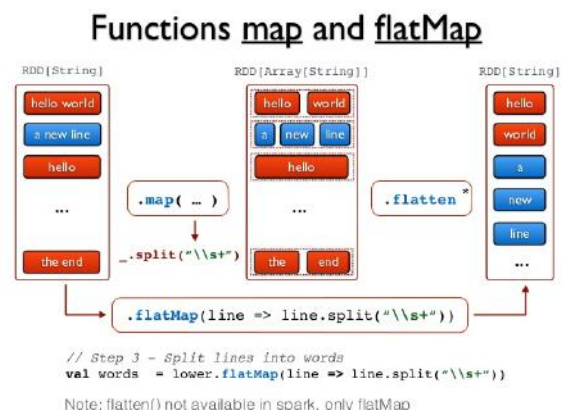 Functions map and flatMap
RDD[String]
RDD[Array[String]]
RDD[String]
hello world
hello world
hello
a new line
a new line
world
hello
hello
a
...
.map( … )
...
.flatten *
new
line
the end
_.split("\\s+")
the end
...
.flatMap(line => line.split("\\s+"))
// Step 3 - Split lines into words
val words = lower.flatMap(line => line.split("\\s+"))
Note: flatten() not available in spark, only flatMap